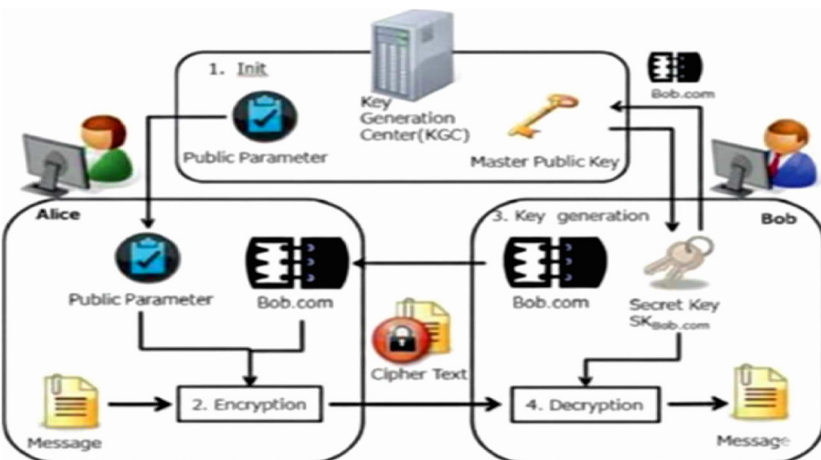 1. Init
Key
Generation
Center(KGC)
Public Parameter
Master Public Key
Bob.com
Alice
Public Parameter
Bob.com
Message
2. Encryption
Cipher Text
3. Key generation
Bob
Bob.com
Secret Key
SKBob.com
4. Decryption
Message